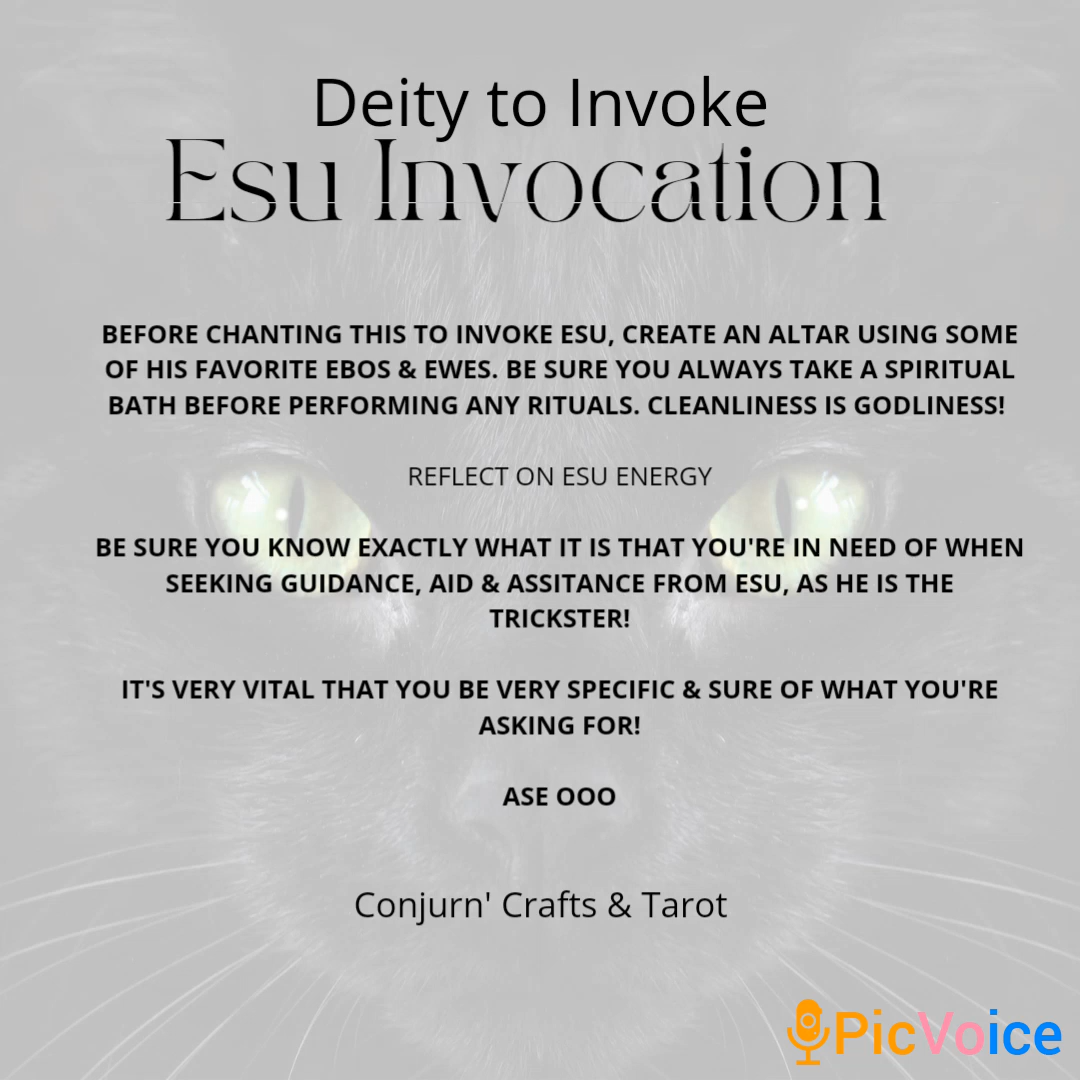 Deity to Invoke
Esu Invocation
BEFORE CHANTING THIS TO INVOKE ESU, CREATE AN ALTAR USING SOME
OF HIS FAVORITE EBOS & EWES. BE SURE YOU ALWAYS TAKE A SPIRITUAL
BATH BEFORE PERFORMING ANY RITUALS. CLEANLINESS IS GODLINESS!
REFLECT ON ESU ENERGY
BE SURE YOU KNOW EXACTLY WHAT IT IS THAT YOU'RE IN NEED OF WHEN
SEEKING GUIDANCE, AID & ASSITANCE FROM ESU, AS HE IS THE
TRICKSTER!
IT'S VERY VITAL THAT YOU BE VERY SPECIFIC & SURE OF WHAT YOU'RE
ASKING FOR!
ASE OOO
Conjurn' Crafts & Tarot
PicVoice